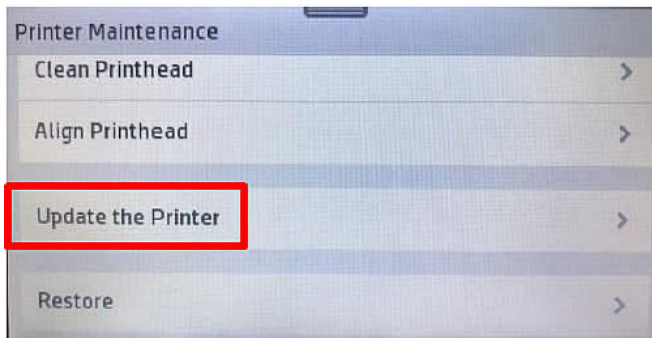 Printer Maintenance
Clean Printhead
Align Printhead
Update the Printer
Restore